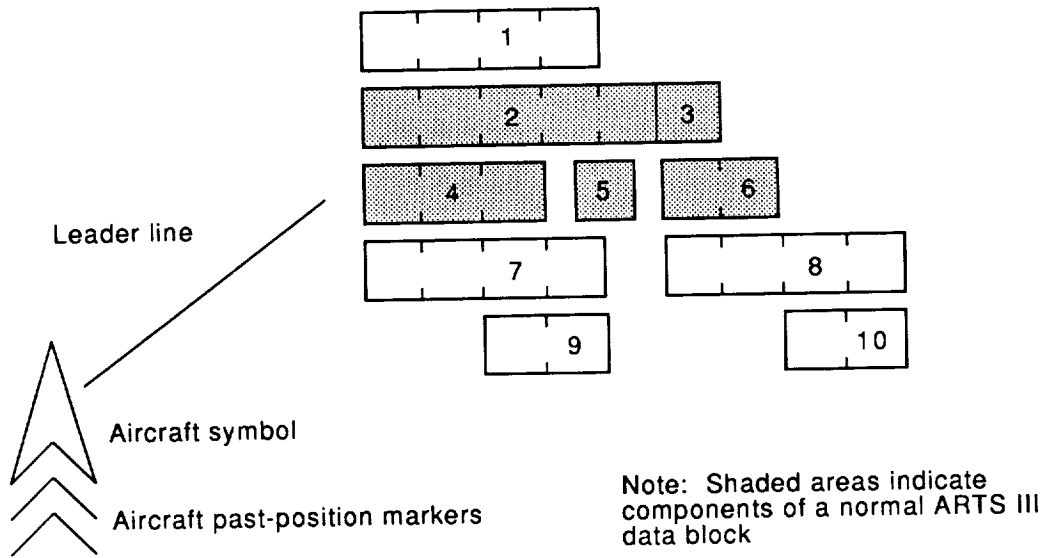 1
2 3
4 5 6
Leader line
7 8
9 10
Aircraft symbol
Note: Shaded areas indicate
components of a normal ARTS III
data block
Aircraft past-position markers